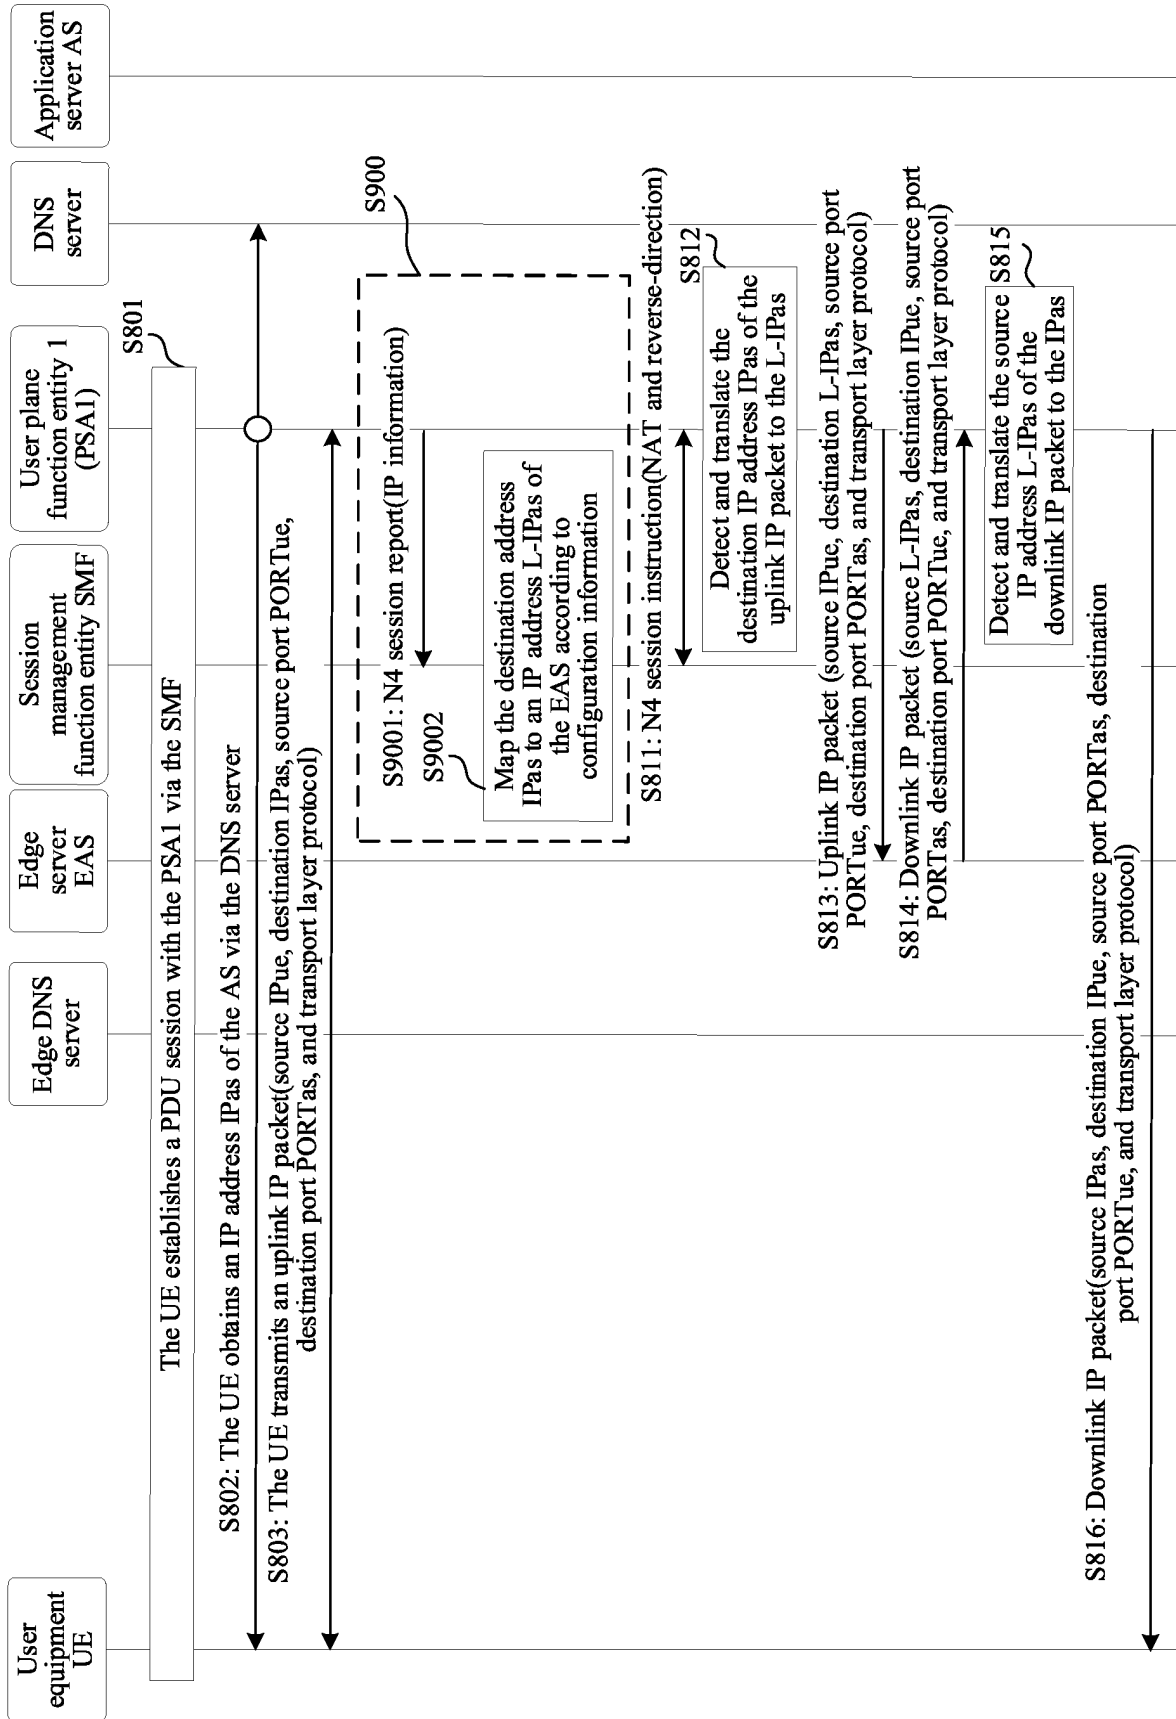 User
equipment
UE
Edge DNS
server
Edge
server
EAS
Session
management
function entity SMF
User plane
function entity 1
(PSA1)
DNS
server
Application
server AS
S801
The UE establishes a PDU session with the PSA1 via the SMF
S802: The UE obtains an IP address IPas of the AS via the DNS server
S803: The UE transmits an uplink IP packet(source IPue, destination IPas, source port PORTue,
destination port PORTas, and transport layer protocol)
S900
S9001: N4 session report(IP information)
S9002
Map the destination address
IPas to an IP address L-IPas of
the EAS according to
configuration information
S811: N4 session instruction(NAT and reverse-direction)
S812
Detect and translate the
destination IP address IPas of the
uplink IP packet to the L-IPas
S813: Uplink IP packet (source IPue, destination L-IPas, source port
PORTue, destination port PORTas, and transport layer protocol)
S814: Downlink IP packet (source L-IPas, destination IPue, source port
PORTas, destination port PORTue, and transport layer protocol)
S815
Detect and translate the source
IP address L-IPas of the
downlink IP packet to the IPas
S816: Downlink IP packet(source IPas, destination IPue, source port PORTas, destination
port PORTue, and transport layer protocol)